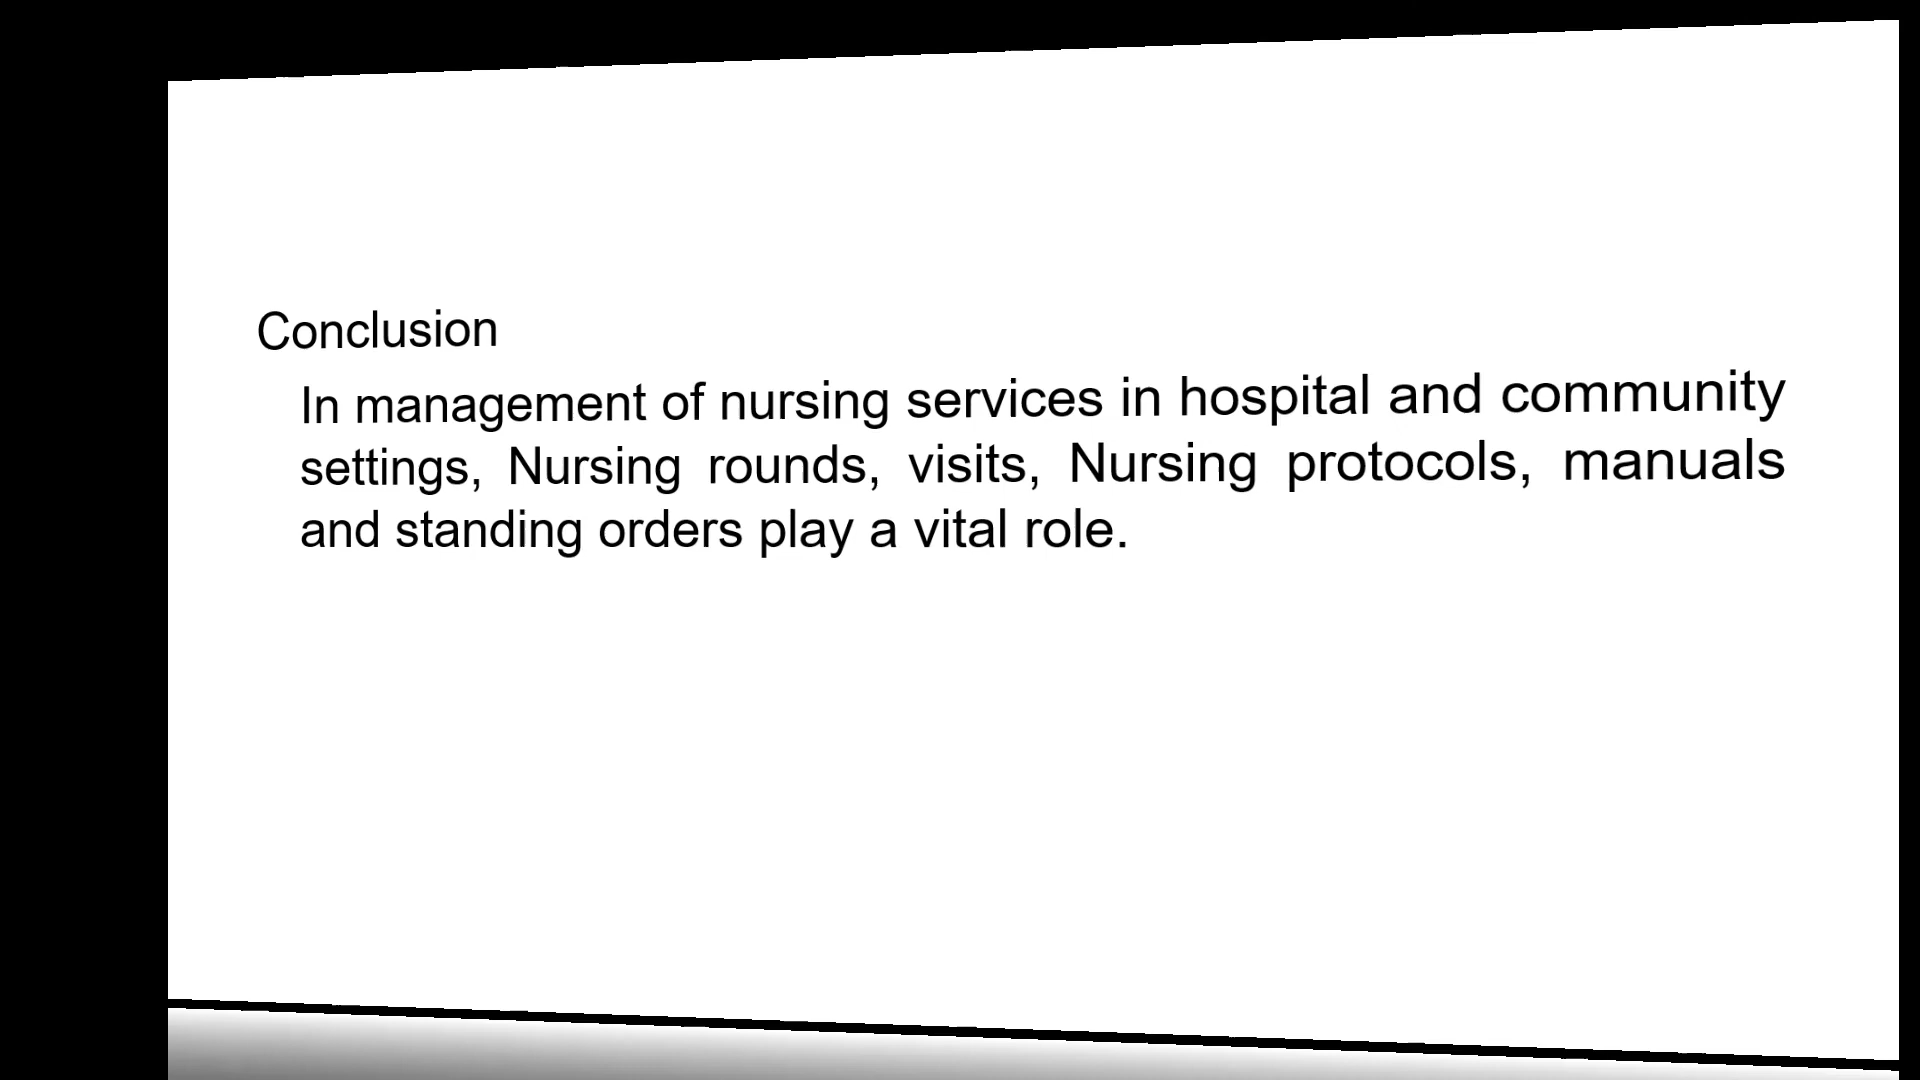 Conclusion
In management of nursing services in hospital and community
settings, Nursing rounds, visits, Nursing protocols, manuals
and standing orders play a vital role.